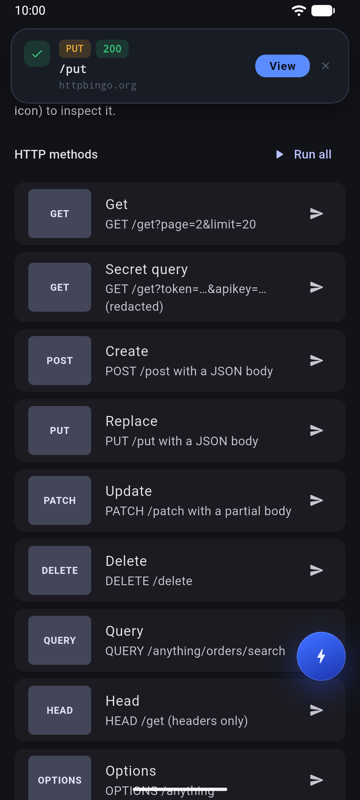 10:00
PUT 200
/put
httpbingo.org
View
icon) to inspect it.
HTTP methods
Run all
GET
Get
GET /get?page=2&limit=20
GET
Secret query
GET /get?token=…&apikey=…
(redacted)
POST
Create
POST /post with a JSON body
PUT
Replace
PUT /put with a JSON body
PATCH
Update
PATCH /patch with a partial body
DELETE
Delete
DELETE /delete
QUERY
Query
QUERY /anything/orders/search
HEAD
Head
HEAD /get (headers only)
OPTIONS
Options
OPTIONS /anything